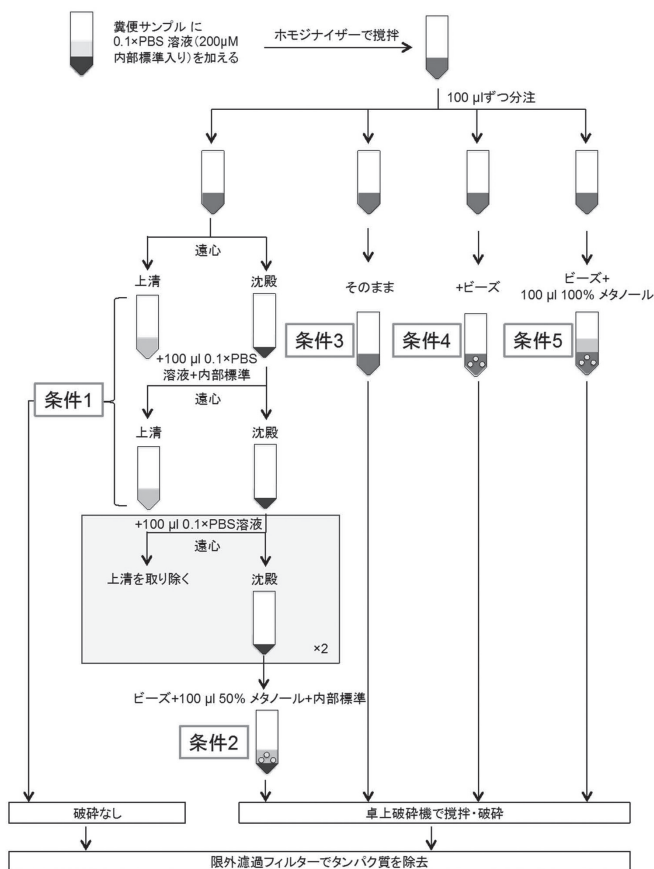 糞便サンプル に
0.1×PBS 溶液(200μM
内部標準入り)を加える
ホモジナイザーで撹拌
100 μlずつ分注
遠心
上清
沈殿
そのまま
+ビーズ
ビーズ+
100 μl 100% メタノール
条件3
条件4
条件5
+100 μl 0.1×PBS
溶液+内部標準
条件1
遠心
上清
沈殿
+100 μl 0.1×PBS溶液
遠心
上清を取り除く
沈殿
×2
ビーズ+100 μl 50% メタノール+内部標準
条件2
破砕なし
卓上破砕機で撹拌・破砕
限外濾過フィルターでタンパク質を除去